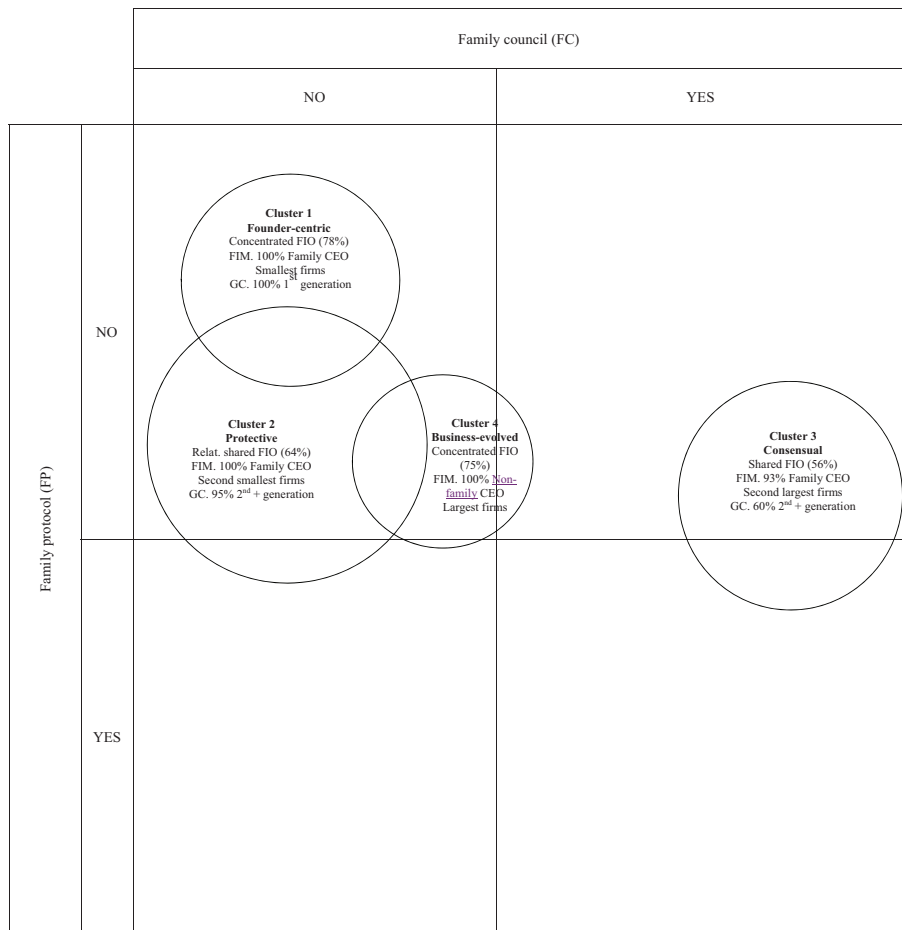 Family council (FC)
NO
YES
Family protocol (FP)
NO
YES
Cluster 1
Founder-centric
Concentrated FIO (78%)
FIM. 100% Family CEO
Smallest firms
GC. 100% 1st generation
Cluster 2
Protective
Relat. shared FIO (64%)
FIM. 100% Family CEO
Second smallest firms
GC. 95% 2nd + generation
Cluster 4
Business-evolved
Concentrated FIO
(75%)
FIM. 100% Non-
family CEO
Largest firms
Cluster 3
Consensual
Shared FIO (56%)
FIM. 93% Family CEO
Second largest firms
GC. 60% 2nd + generation